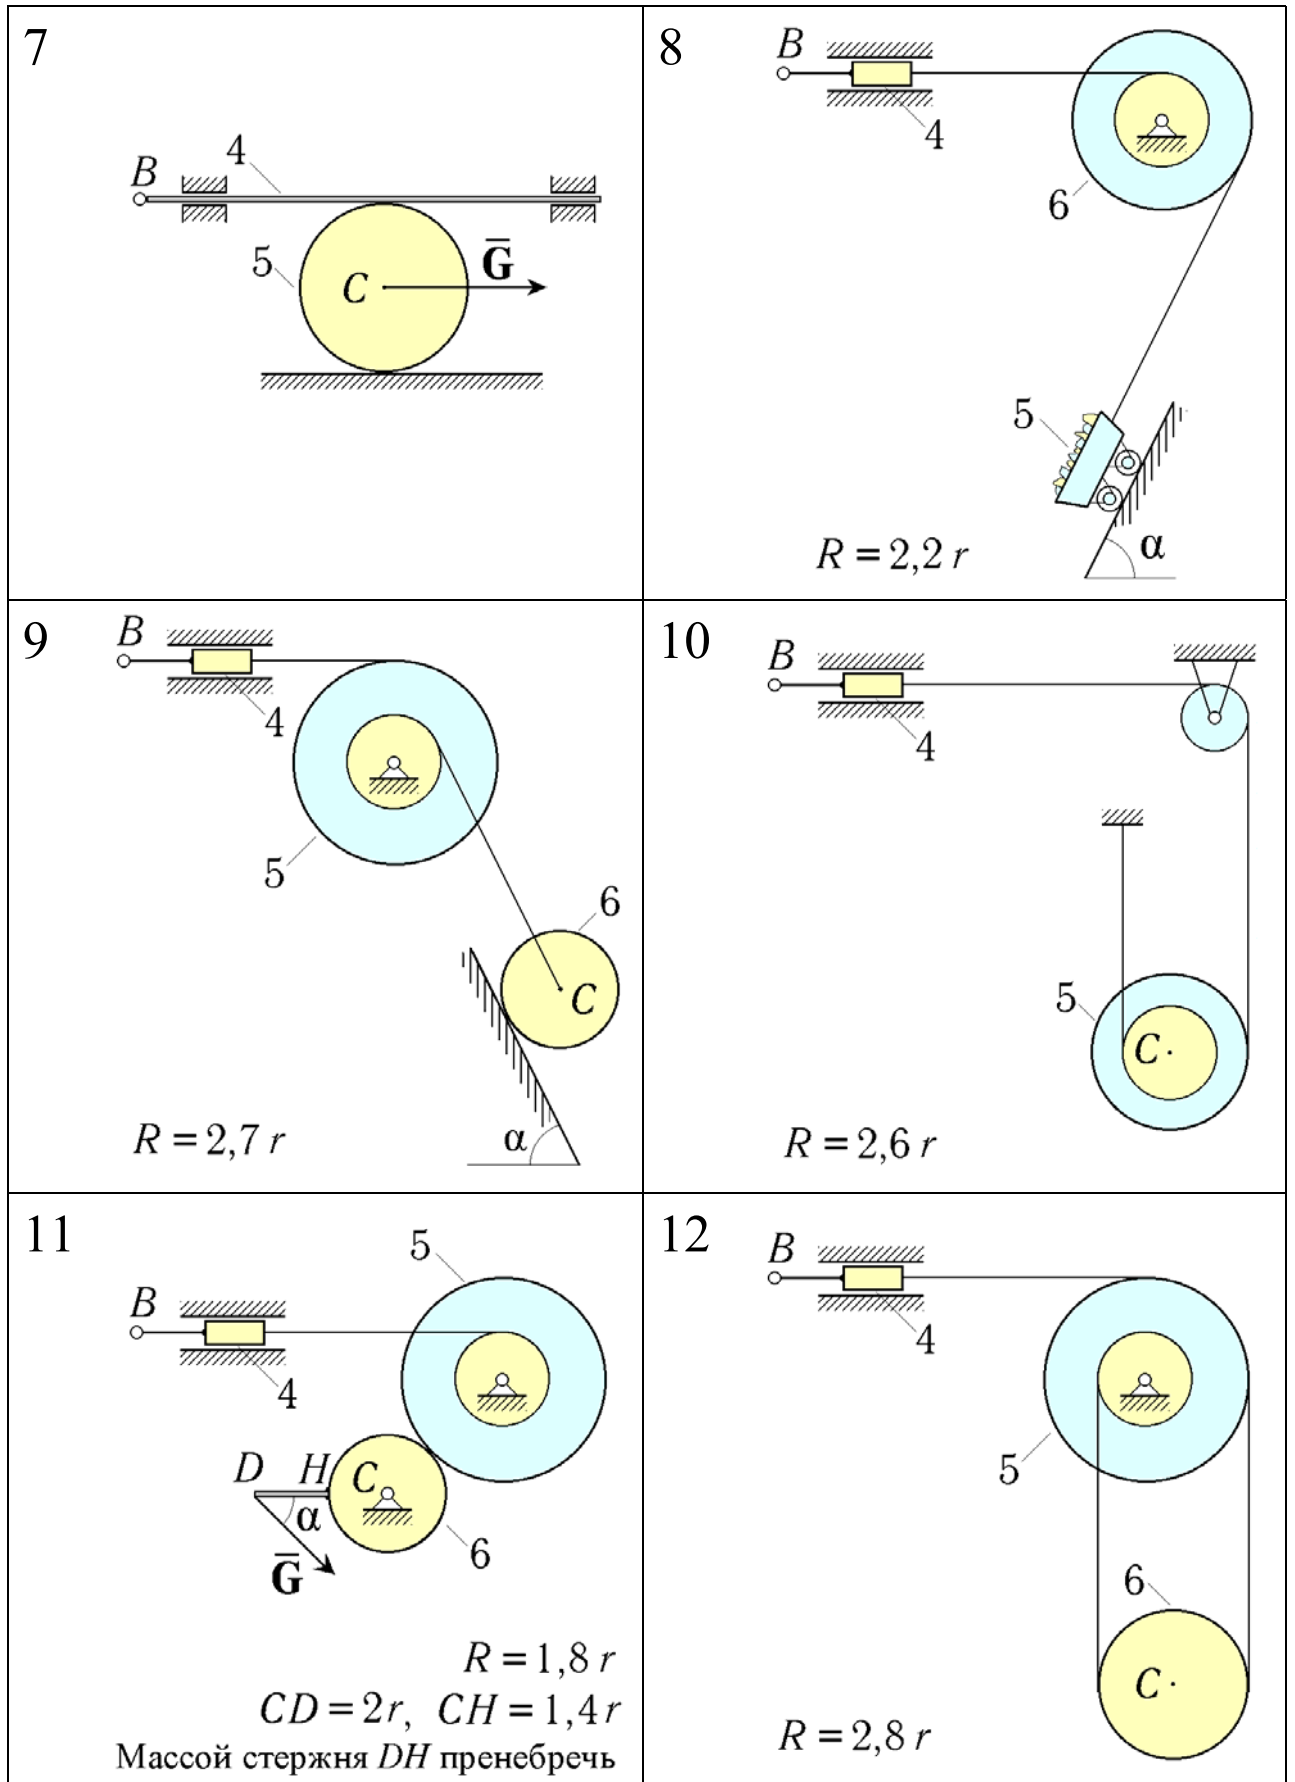 7
B
4
5
C
G̅
8
B
4
6
5
α
R = 2,2 r
9
B
4
5
6
C
α
R = 2,7 r
10
B
4
5
C
R = 2,6 r
11
5
B
4
D H C
α
G̅
6
R = 1,8 r
CD = 2r, CH = 1,4 r
Массой стержня DH пренебречь
12
B
4
5
6
C
R = 2,8 r